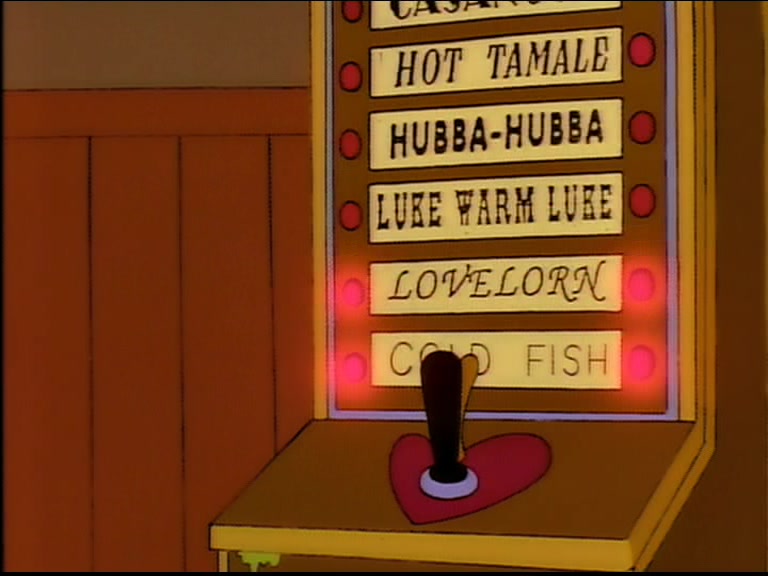 HOT TAMALE
HUBBA-HUBBA
LUKE WARM LUKE
LOVELORN
COLD FISH